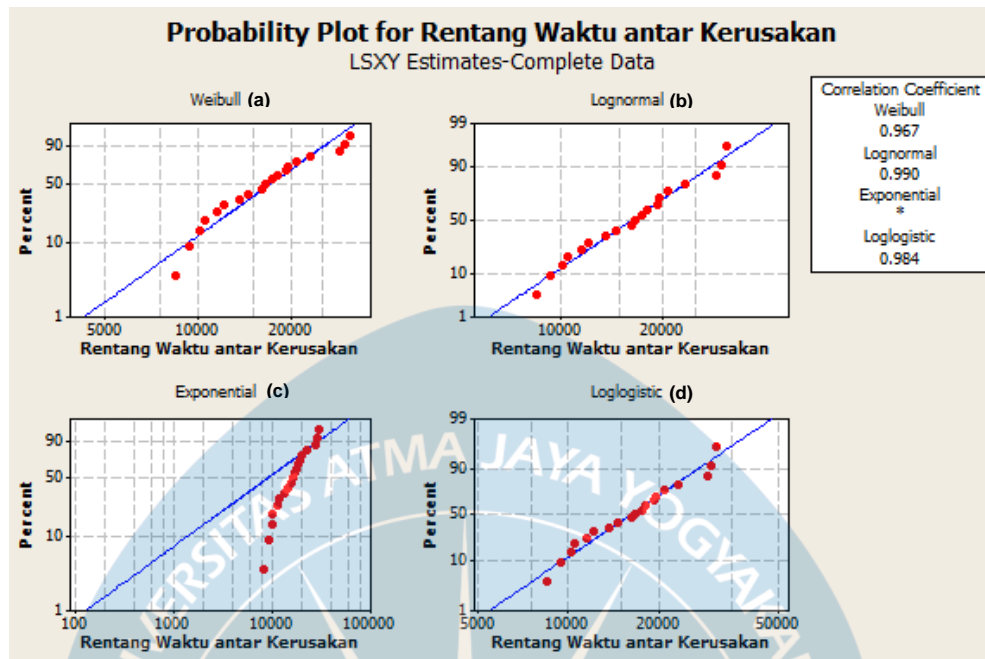 Probability Plot for Rentang Waktu antar Kerusakan
LSXY Estimates-Complete Data
Weibull (a)
Percent
90
50
10
1
5000 10000 20000
Rentang Waktu antar Kerusakan
Lognormal (b)
Percent
99
90
50
10
1
10000 20000
Rentang Waktu antar Kerusakan
Correlation Coefficient
Weibull
0.967
Lognormal
0.990
Exponential
*
Loglogistic
0.984
Exponential (c)
Percent
90
50
10
1
100 1000 10000 100000
Rentang Waktu antar Kerusakan
Loglogistic (d)
Percent
99
90
50
10
1
5000 10000 20000 50000
Rentang Waktu antar Kerusakan
UNIVERSITAS ATMA JAYA YOGYAKA